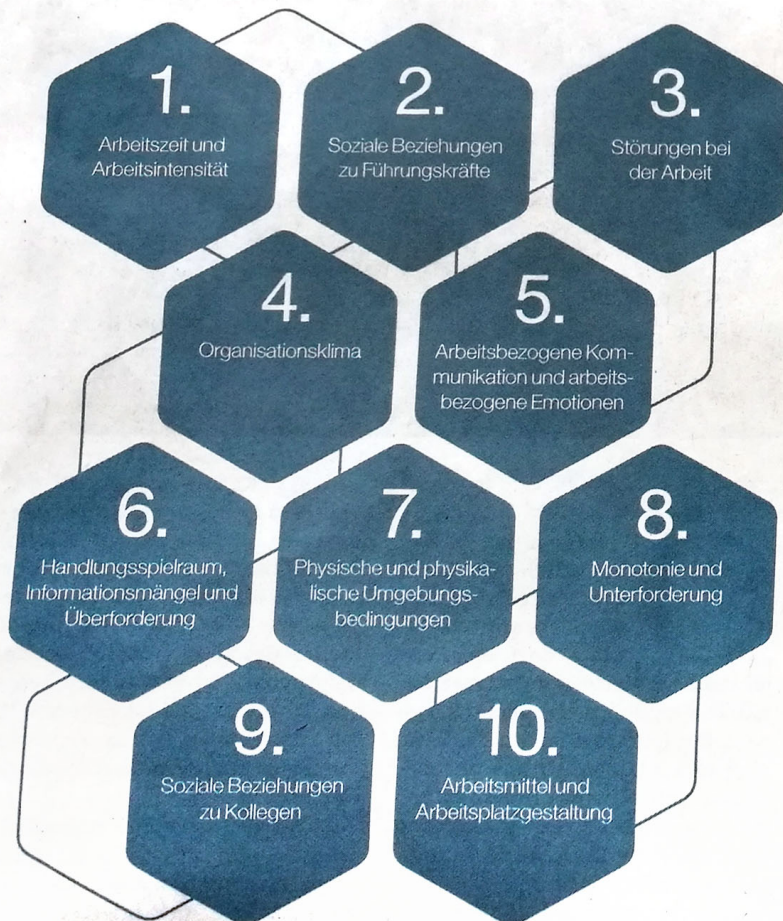 1.
Arbeitszeit und
Arbeitsintensität
2.
Soziale Beziehungen
zu Führungskräfte
3.
Störungen bei
der Arbeit
4.
Organisationsklima
5.
Arbeitsbezogene Kom-
munikation und arbeits-
bezogene Emotionen
6.
Handlungsspielraum,
Informationsmängel und
Überforderung
7.
Physische und physika-
lische Umgebungs-
bedingungen
8.
Monotonie und
Unterforderung
9.
Soziale Beziehungen
zu Kollegen
10.
Arbeitsmittel und
Arbeitsplatzgestaltung